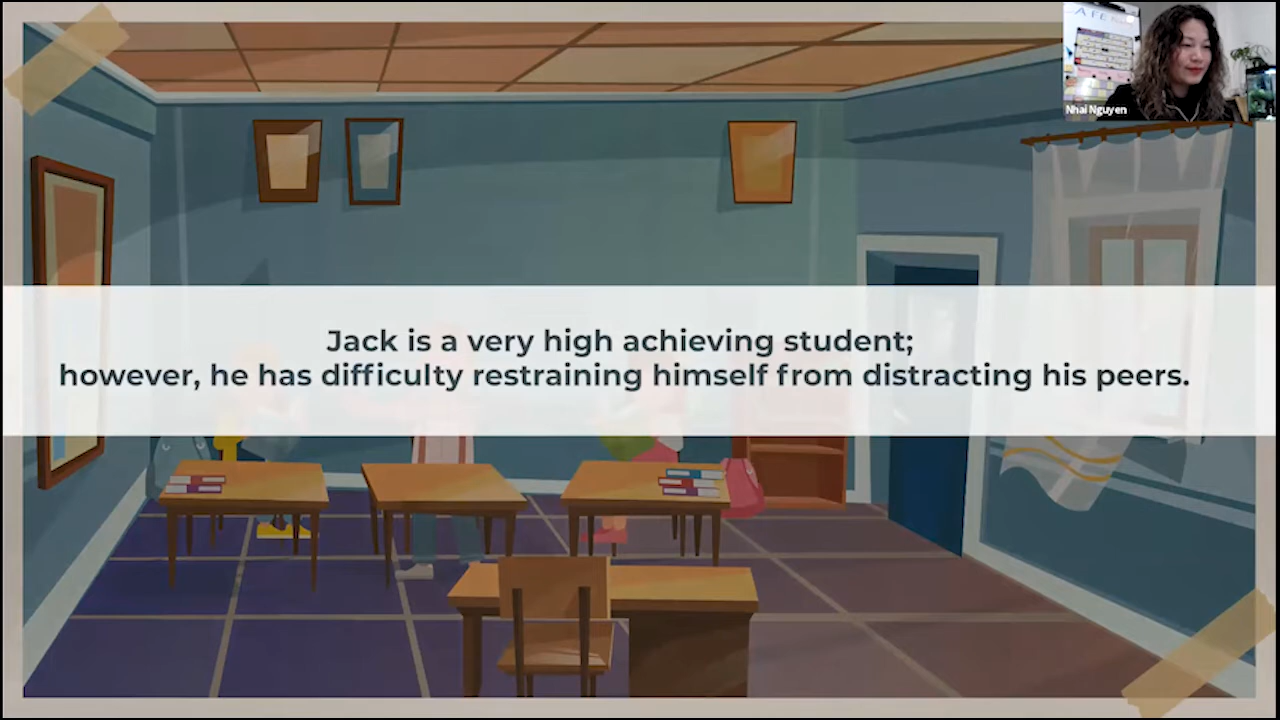 Nhai Nguyen
Jack is a very high achieving student;
however, he has difficulty restraining himself from distracting his peers.